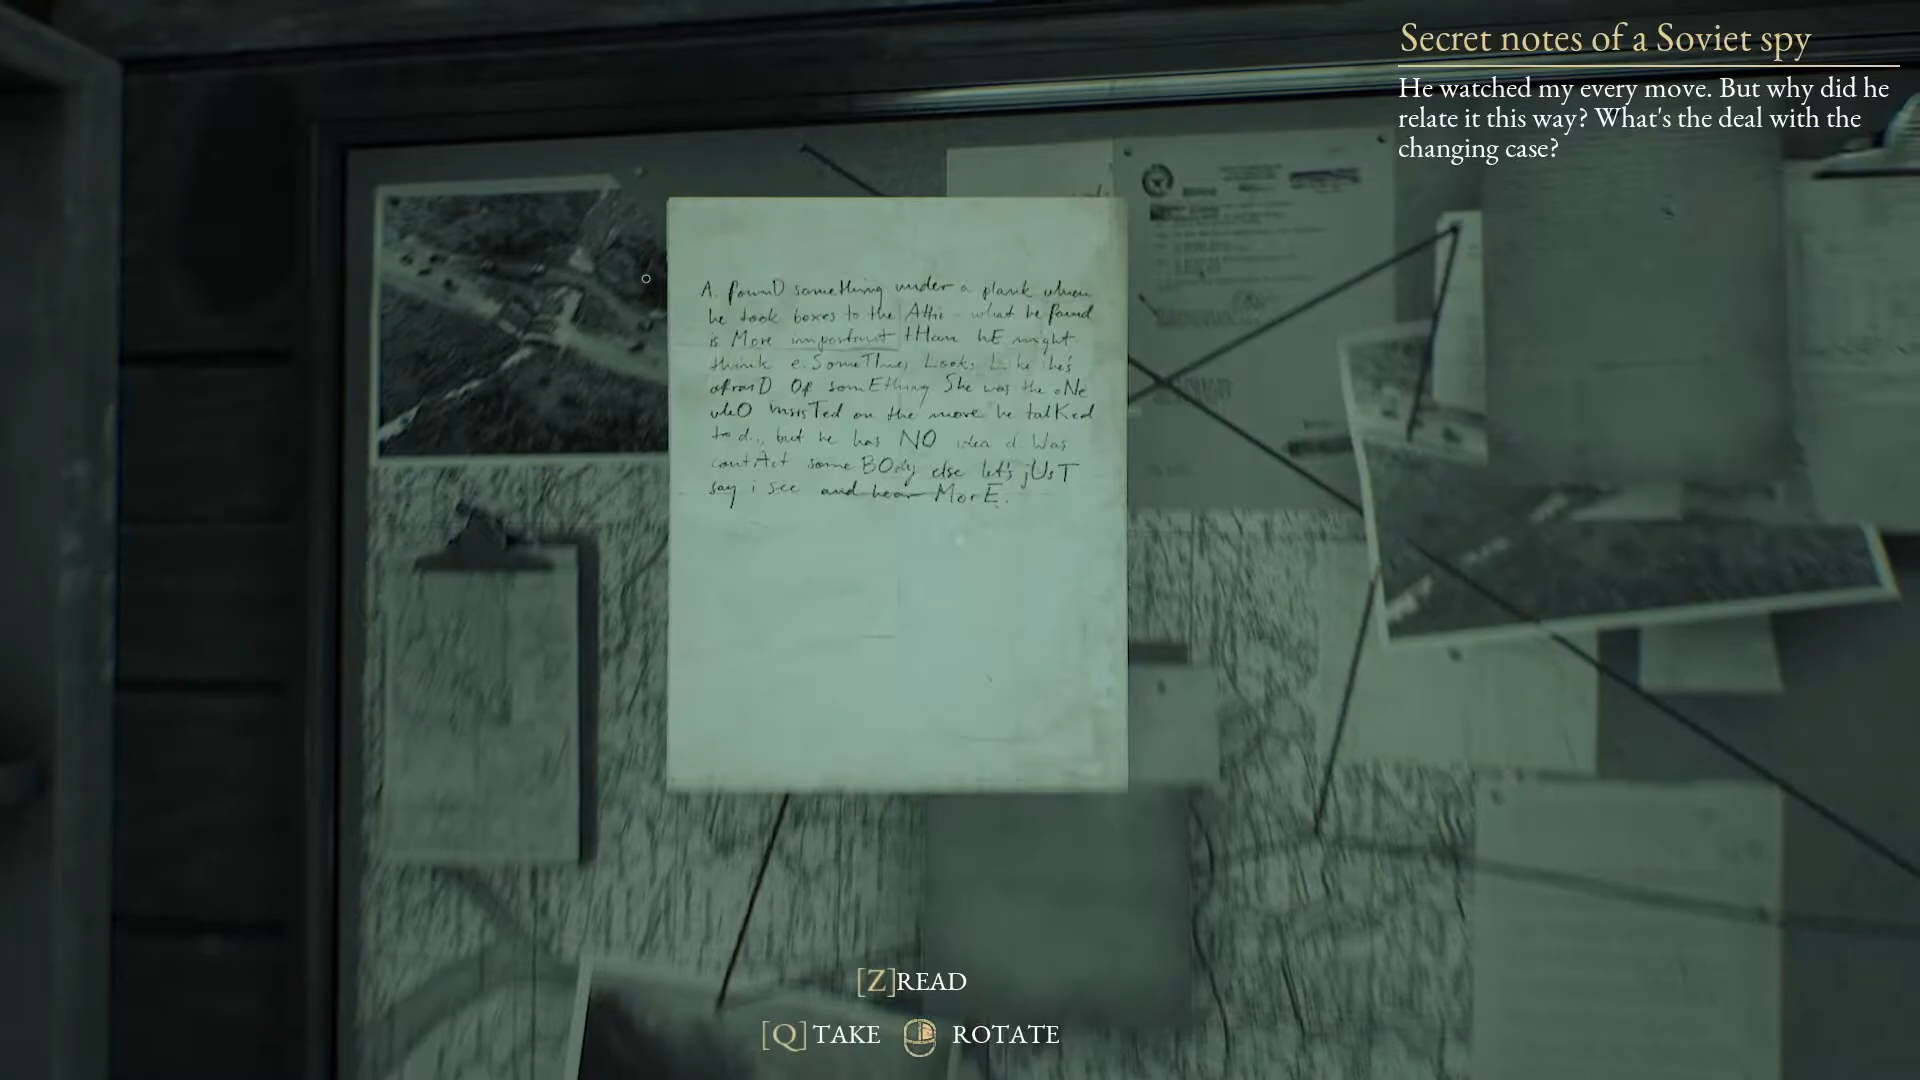 Secret notes of a Soviet spy
He watched my every move. But why did he
relate it this way? What's the deal with the
changing case?
A. founD something under a plank when
he took boxes to the Attic - what he found
is More important tHan hE might
think e. SomeTimes Looks Like he's
afraiD Of somEthing She was the oNe
whO insisTed on the move he talKed
to d., but he has NO idea d. Was
contAct someBOdy else let's jUsT
say i see and hear MorE.
[Z]READ
[Q]TAKE ROTATE